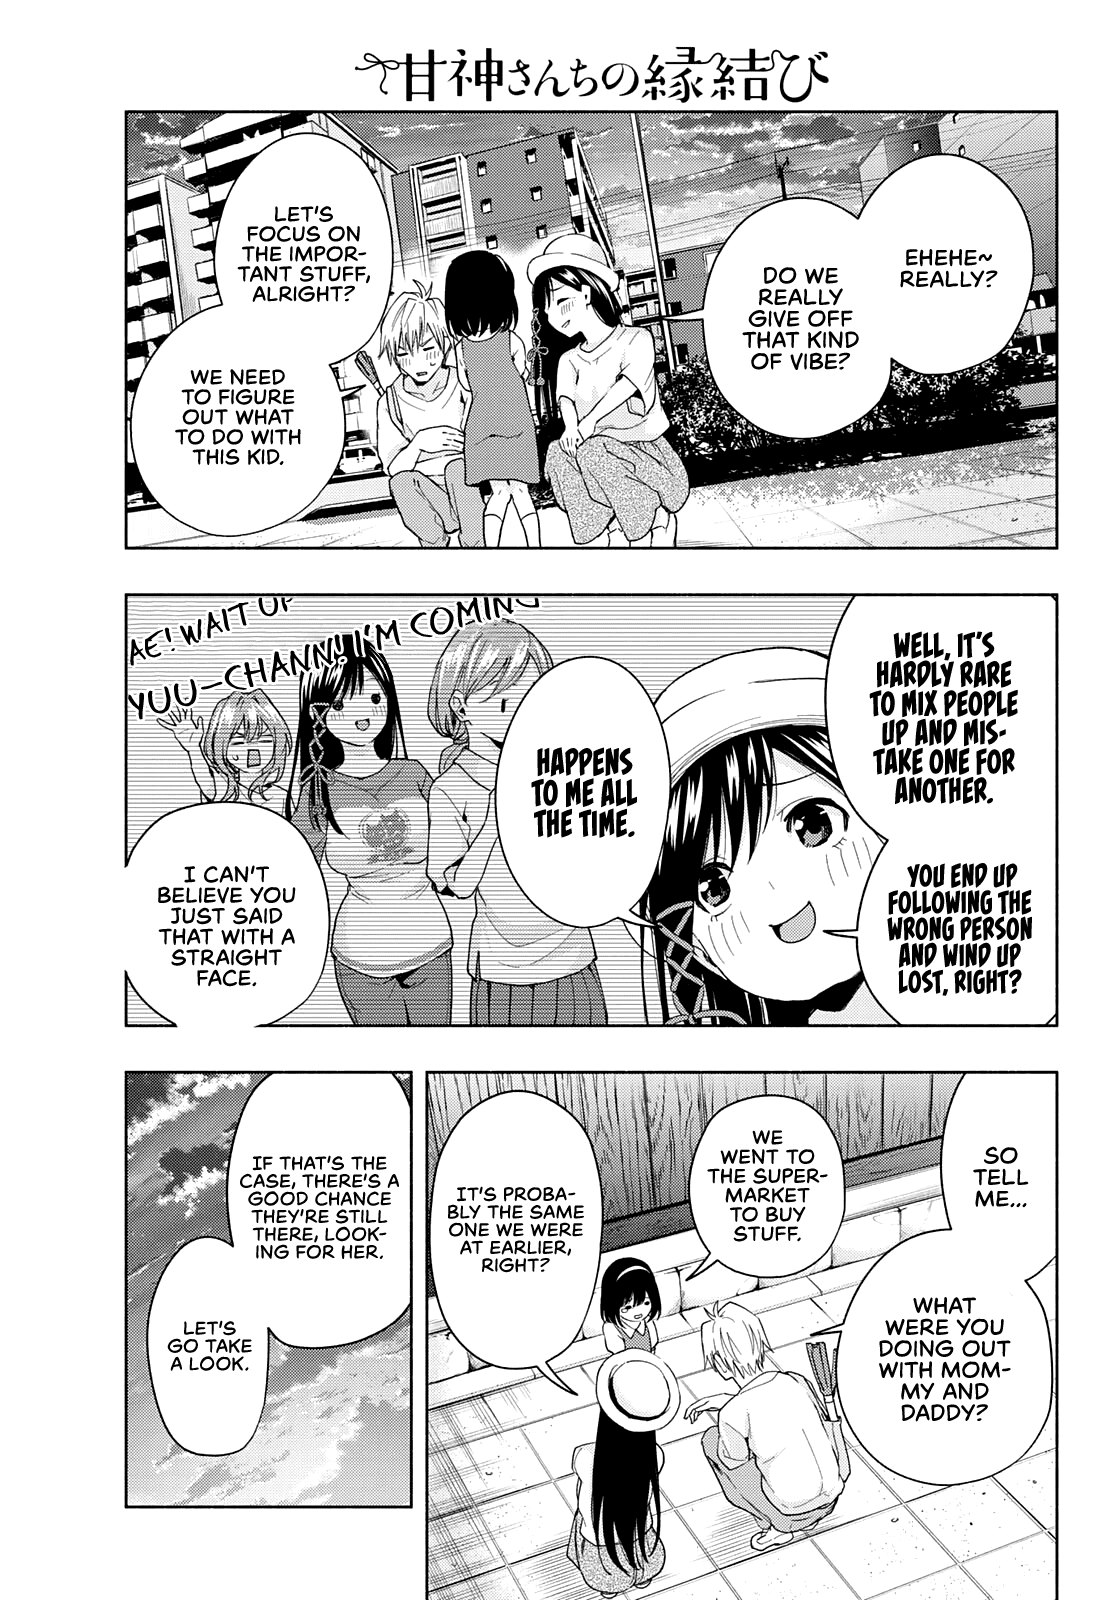 甘神さんちの縁結び
EHEHE~
REALLY?
DO WE
REALLY
GIVE OFF
THAT KIND
OF VIBE?
LET'S
FOCUS ON
THE IMPOR-
TANT STUFF,
ALRIGHT?
WE NEED
TO FIGURE
OUT WHAT
TO DO WITH
THIS KID.
WELL, IT'S
HARDLY RARE
TO MIX PEOPLE
UP AND MIS-
TAKE ONE FOR
ANOTHER.
YOU END UP
FOLLOWING THE
WRONG PERSON
AND WIND UP
LOST, RIGHT?
HAPPENS
TO ME ALL
THE TIME.
AE! WAIT UP
YUU-CHANN! I'M COMING
I CAN'T
BELIEVE YOU
JUST SAID
THAT WITH A
STRAIGHT
FACE.
SO
TELL
ME...
WHAT
WERE YOU
DOING OUT
WITH MOM-
MY AND
DADDY?
WE
WENT TO
THE SUPER-
MARKET
TO BUY
STUFF.
IT'S PROBA-
BLY THE SAME
ONE WE WERE
AT EARLIER,
RIGHT?
IF THAT'S THE
CASE, THERE'S A
GOOD CHANCE
THEY'RE STILL
THERE, LOOK-
ING FOR HER.
LET'S
GO TAKE
A LOOK.